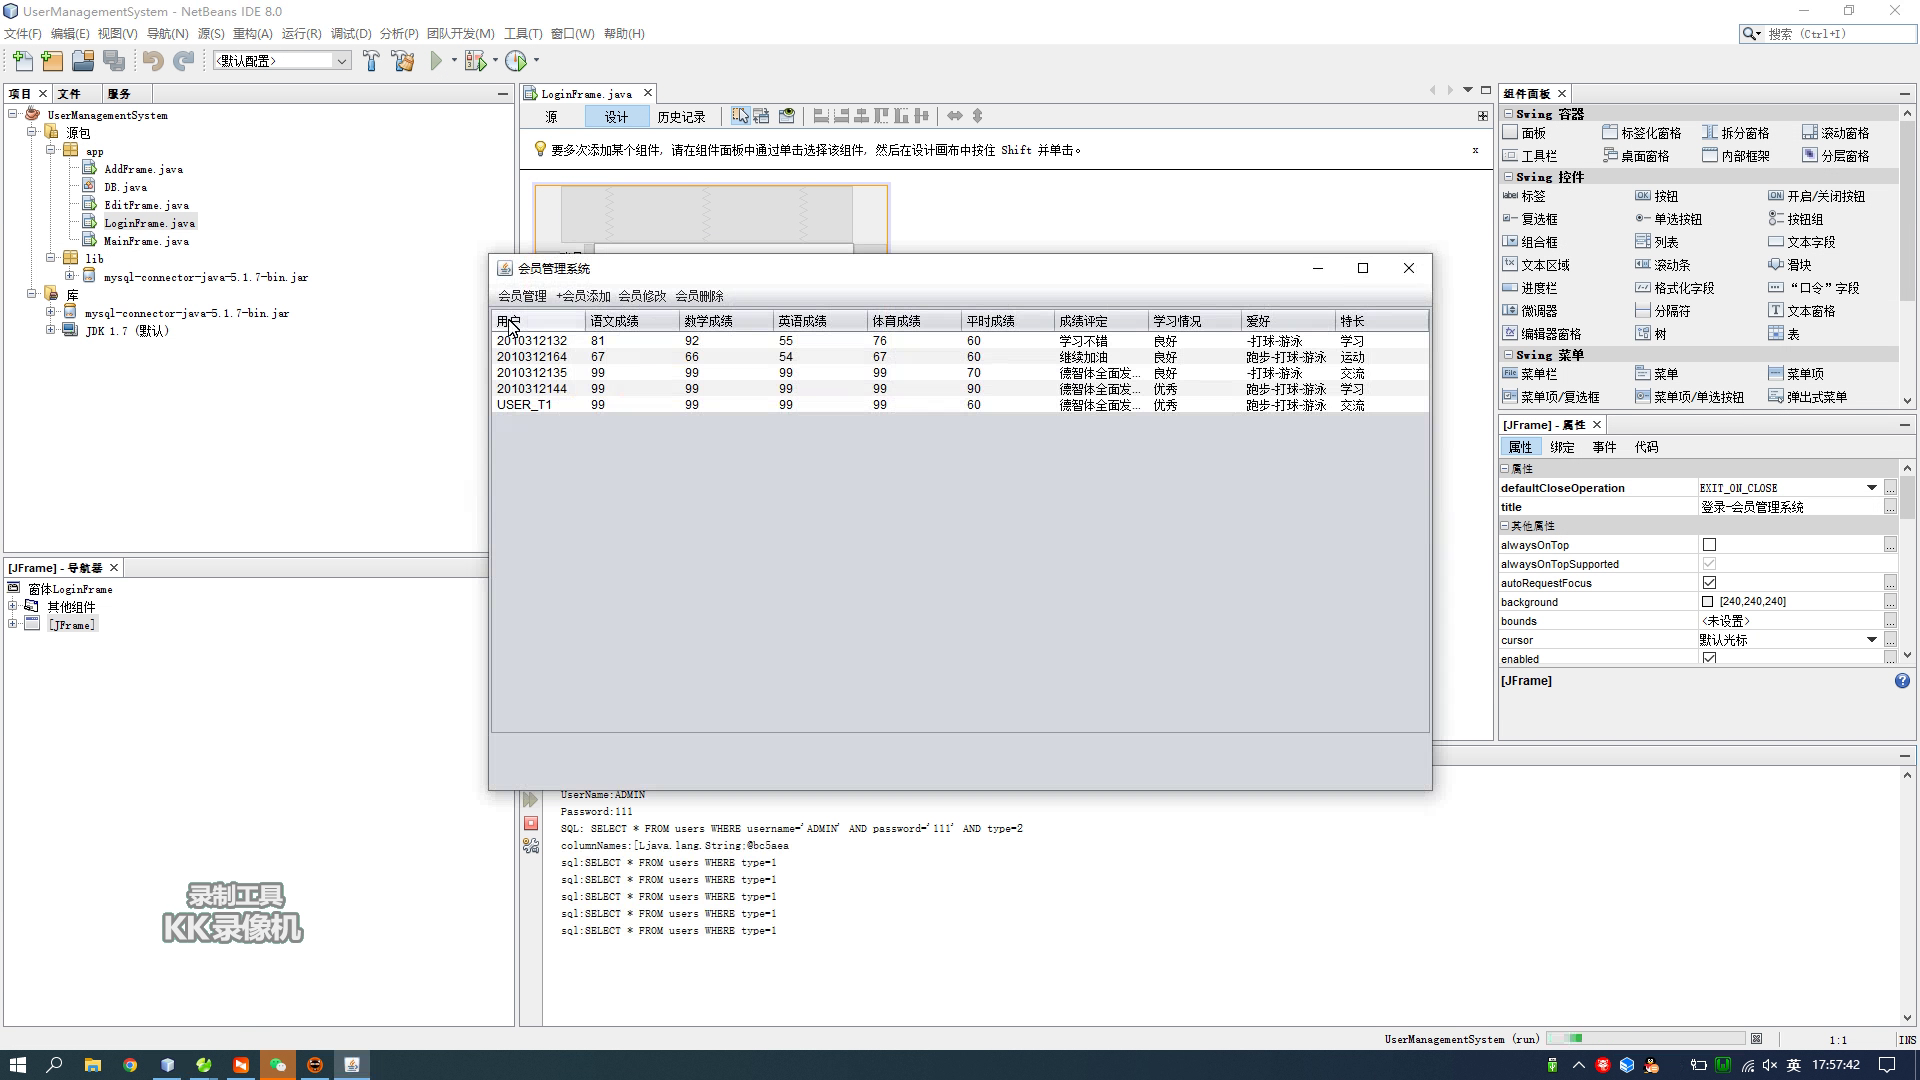 UserManagementSystem - NetBeans IDE 8.0
文件(F) 编辑(E) 视图(V) 导航(N) 源(S) 重构(A) 运行(R) 调试(D) 分析(P) 团队开发(M) 工具(T) 窗口(W) 帮助(H)
搜索 (Ctrl+I)
<默认配置>
项目 文件 服务
UserManagementSystem
源包
app
AddFrame.java
DB.java
EditFrame.java
LoginFrame.java
MainFrame.java
lib
mysql-connector-java-5.1.7-bin.jar
库
mysql-connector-java-5.1.7-bin.jar
JDK 1.7 (默认)
[JFrame] - 导航器
窗体LoginFrame
其他组件
[JFrame]
录制工具
KK录像机
LoginFrame.java
源 设计 历史记录
要多次添加某个组件, 请在组件面板中通过单击选择该组件, 然后在设计画布中按住 Shift 并单击。
会员管理系统
会员管理 +会员添加 会员修改 会员删除
用户 语文成绩 数学成绩 英语成绩 体育成绩 平时成绩 成绩评定 学习情况 爱好 特长
2010312132 81 92 55 76 60 学习不错 良好 -打球-游泳 学习
2010312164 67 66 54 67 60 继续加油 良好 跑步-打球-游泳 运动
2010312135 99 99 99 99 70 德智体全面发... 良好 -打球-游泳 交流
2010312144 99 99 99 99 90 德智体全面发... 优秀 跑步-打球-游泳 学习
USER_T1 99 99 99 99 60 德智体全面发... 优秀 跑步-打球-游泳 交流
UserName:ADMIN
Password:111
SQL: SELECT * FROM users WHERE username='ADMIN' AND password='111' AND type=2
columnNames:[Ljava.lang.String;@bc5aea
sql:SELECT * FROM users WHERE type=1
sql:SELECT * FROM users WHERE type=1
sql:SELECT * FROM users WHERE type=1
sql:SELECT * FROM users WHERE type=1
sql:SELECT * FROM users WHERE type=1
组件面板
Swing 容器
面板 标签化窗格 拆分窗格 滚动窗格
工具栏 桌面窗格 内部框架 分层窗格
Swing 控件
标签 按钮 开启/关闭按钮
复选框 单选按钮 按钮组
组合框 列表 文本字段
文本区域 滚动条 滑块
进度栏 格式化字段 “口令”字段
微调器 分隔符 文本窗格
编辑器窗格 树 表
Swing 菜单
菜单栏 菜单 菜单项
菜单项/复选框 菜单项/单选按钮 弹出式菜单
[JFrame] - 属性
属性 绑定 事件 代码
属性
defaultCloseOperation EXIT_ON_CLOSE
title 登录-会员管理系统
其他属性
alwaysOnTop
alwaysOnTopSupported
autoRequestFocus
background [240,240,240]
bounds <未设置>
cursor 默认光标
enabled
[JFrame]
UserManagementSystem (run) 1:1 INS
英 17:57:42